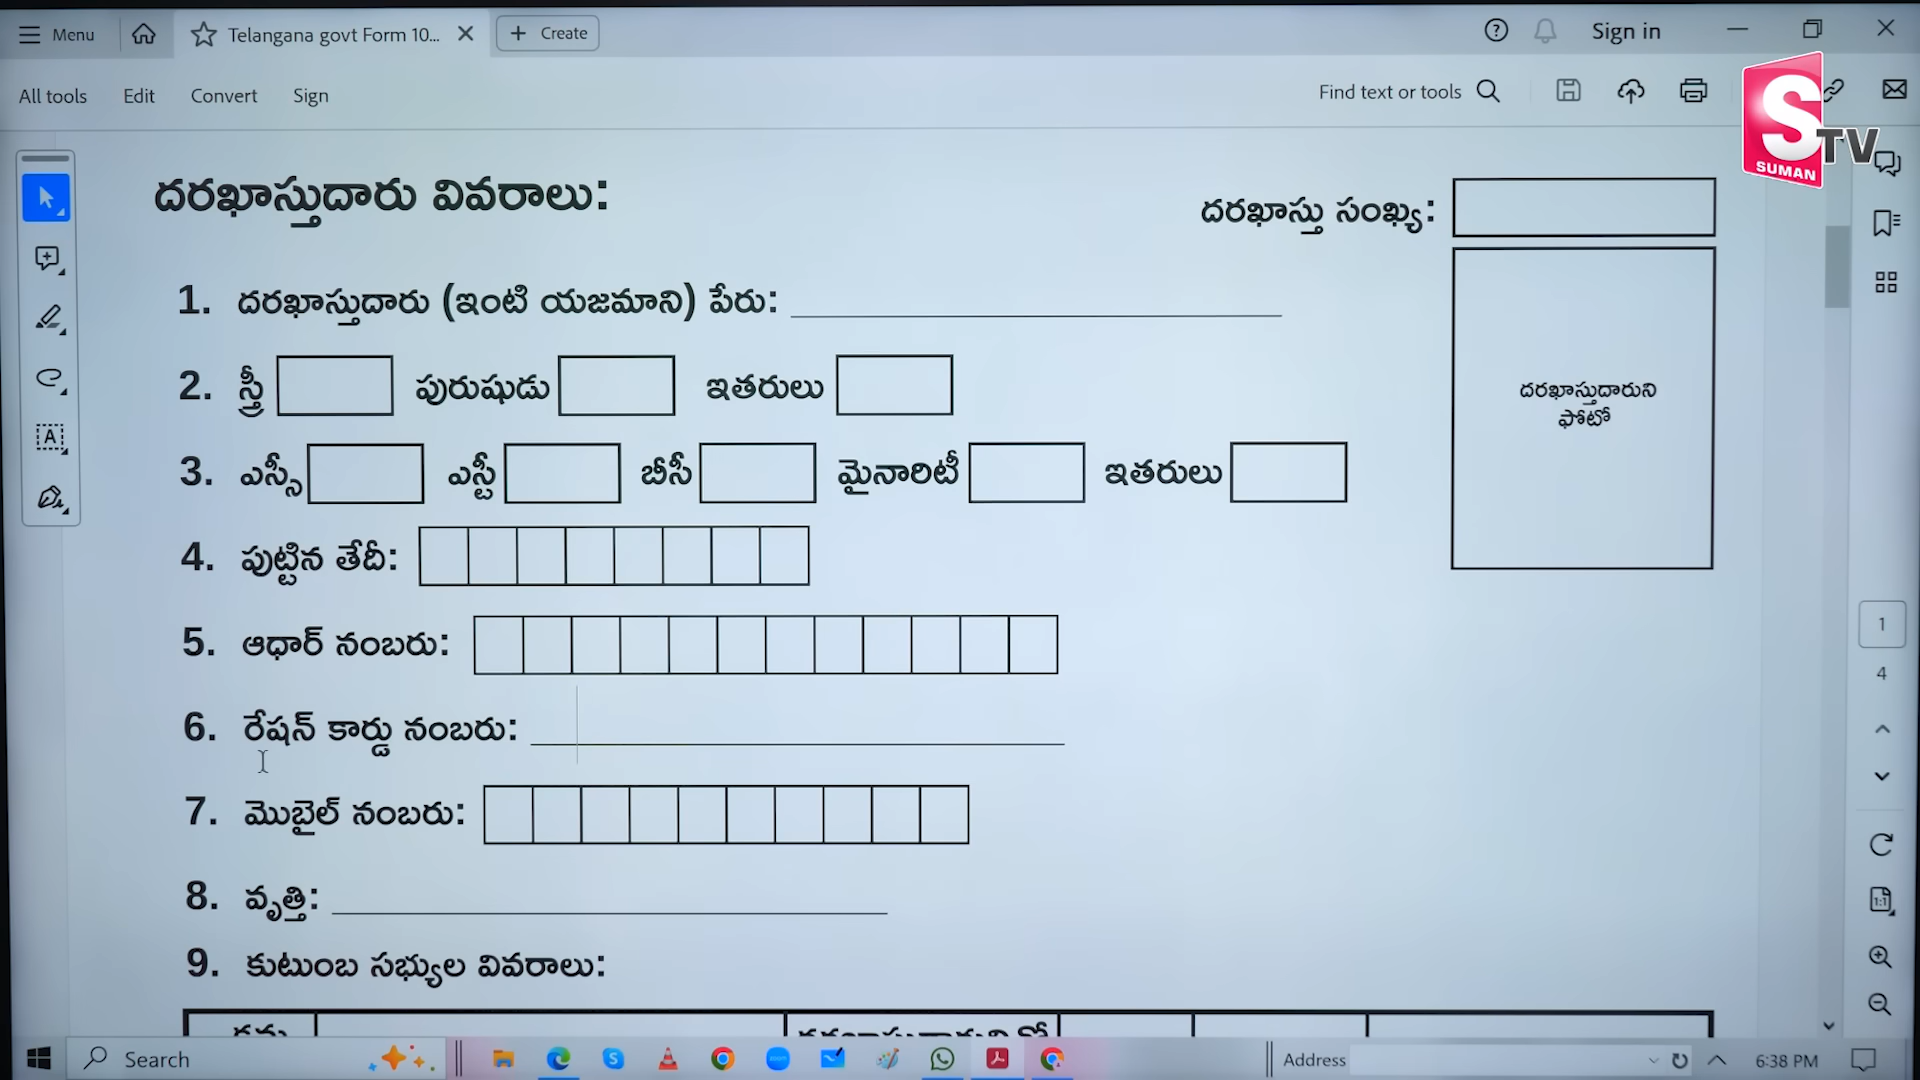 Menu
Telangana govt Form 10...
Create
Sign in
All tools Edit Convert Sign
Find text or tools
S TV
SUMAN
దరఖాస్తుదారు వివరాలు:
దరఖాస్తు సంఖ్య:
1. దరఖాస్తుదారు (ఇంటి యజమాని) పేరు:
దరఖాస్తుదారుని
ఫోటో
2. స్త్రీ పురుషుడు ఇతరులు
3. ఎస్సీ ఎస్టీ బీసీ మైనారిటీ ఇతరులు
4. పుట్టిన తేదీ:
5. ఆధార్ నంబరు:
1
4
6. రేషన్ కార్డు నంబరు:
7. మొబైల్ నంబరు:
8. వృత్తి:
9. కుటుంబ సభ్యుల వివరాలు:
Search
Address
6:38 PM